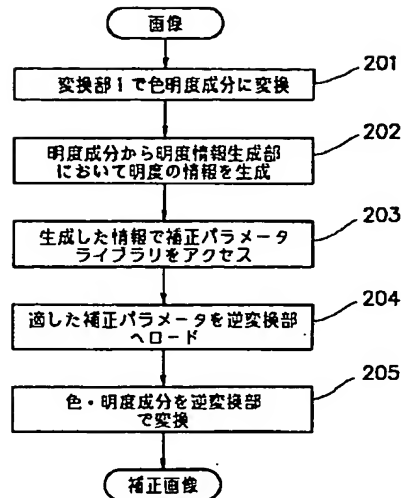 画像
変換部1で色明度成分に変換
201
明度成分から明度情報生成部
において明度の情報を生成
202
生成した情報で補正パラメータ
ライブラリをアクセス
203
適した補正パラメータを逆変換部
へロード
204
色・明度成分を逆変換部
で変換
205
補正画像